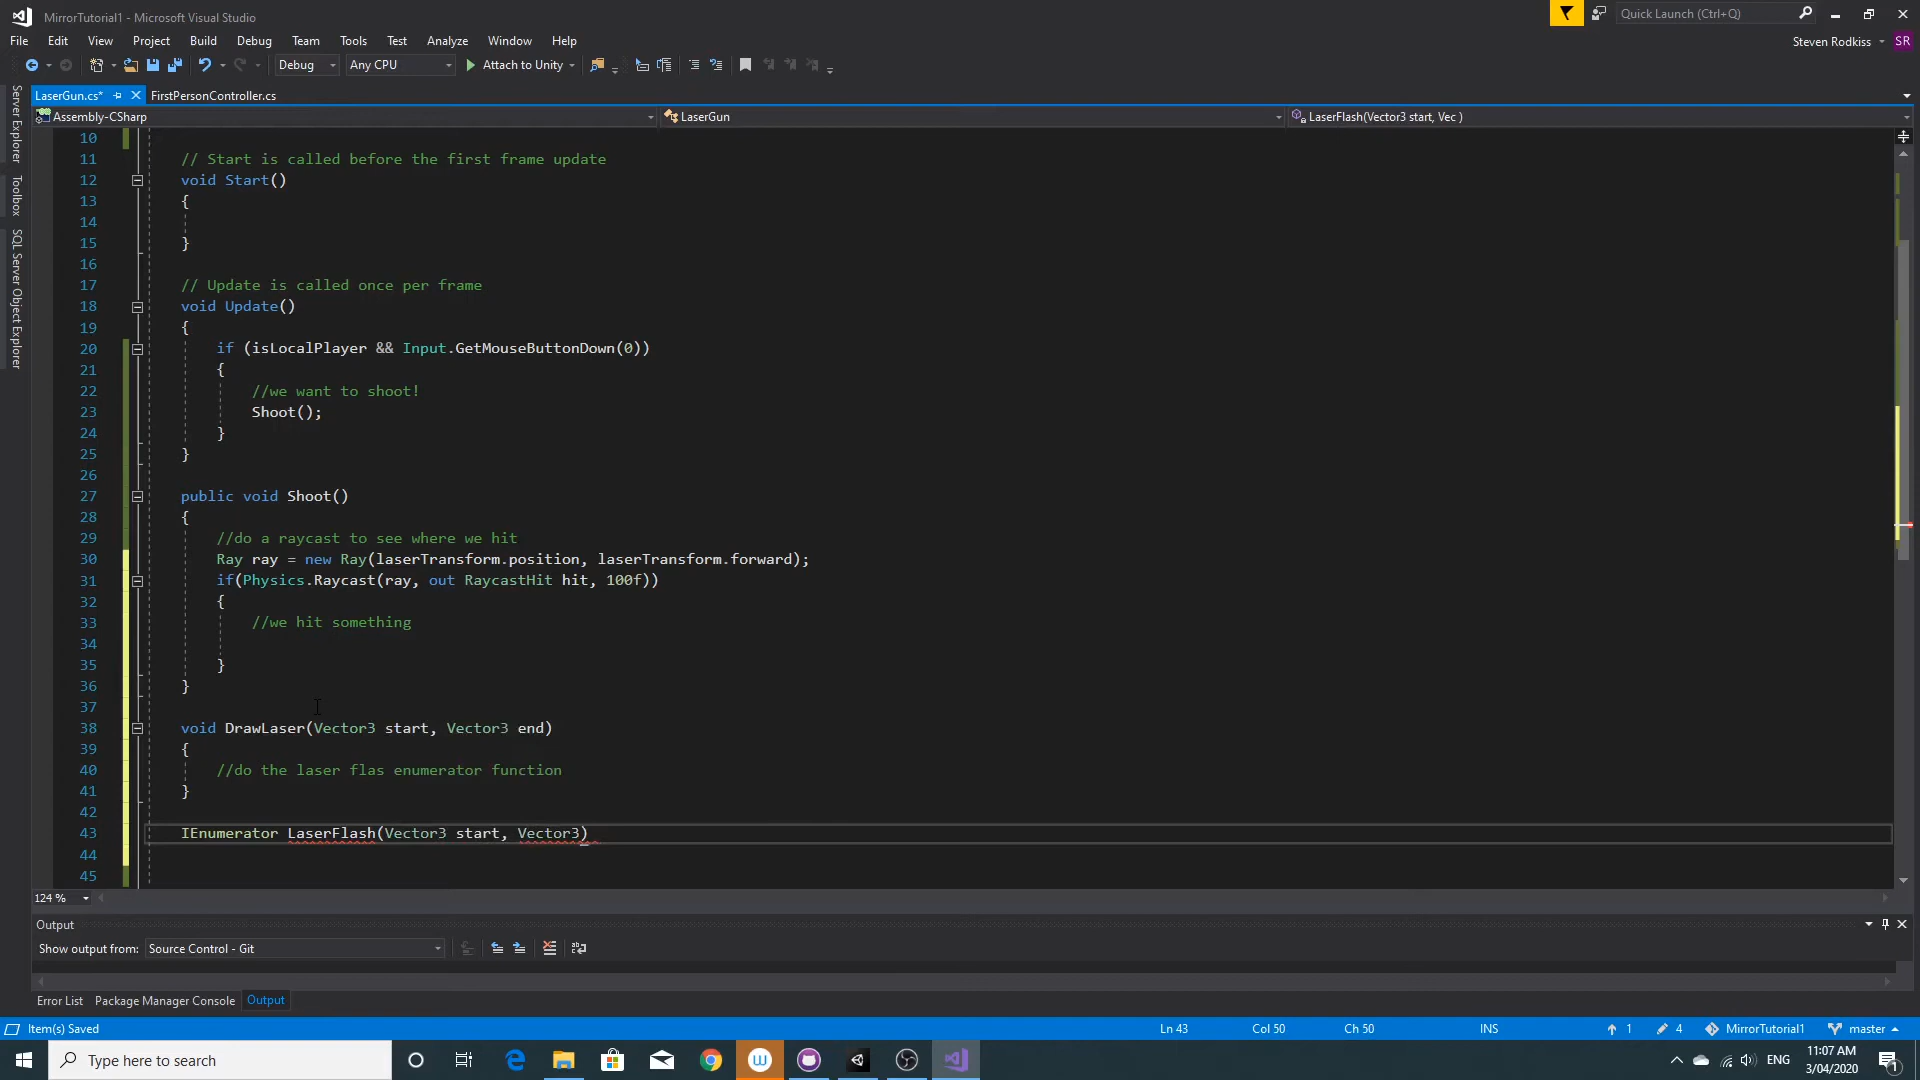 MirrorTutorial1 - Microsoft Visual Studio
Quick Launch (Ctrl+Q)
File Edit View Project Build Debug Team Tools Test Analyze Window Help
Steven Rodkiss SR
Debug Any CPU Attach to Unity
LaserGun.cs* FirstPersonController.cs
Assembly-CSharp LaserGun LaserFlash(Vector3 start, Vec )
Server Explorer
Toolbox
SQL Server Object Explorer
10
11 // Start is called before the first frame update
12 void Start()
13 {
14
15 }
16
17 // Update is called once per frame
18 void Update()
19 {
20 if (isLocalPlayer && Input.GetMouseButtonDown(0))
21 {
22 //we want to shoot!
23 Shoot();
24 }
25 }
26
27 public void Shoot()
28 {
29 //do a raycast to see where we hit
30 Ray ray = new Ray(laserTransform.position, laserTransform.forward);
31 if(Physics.Raycast(ray, out RaycastHit hit, 100f))
32 {
33 //we hit something
34
35 }
36 }
37
38 void DrawLaser(Vector3 start, Vector3 end)
39 {
40 //do the laser flas enumerator function
41 }
42
43 IEnumerator LaserFlash(Vector3 start, Vector3)
44
45
124 %
Output
Show output from: Source Control - Git
Error List Package Manager Console Output
Item(s) Saved Ln 43 Col 50 Ch 50 INS 1 4 MirrorTutorial1 master
Type here to search
ENG
11:07 AM
3/04/2020
1